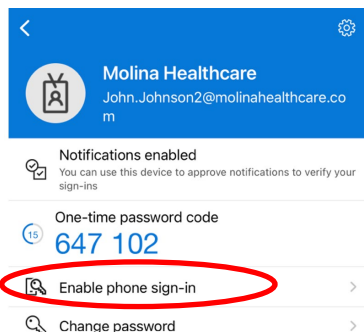 Molina Healthcare
John.Johnson2@molinahealthcare.co
m
Notifications enabled
You can use this device to approve notifications to verify your
sign-ins
One-time password code
15
647 102
Enable phone sign-in
Change password